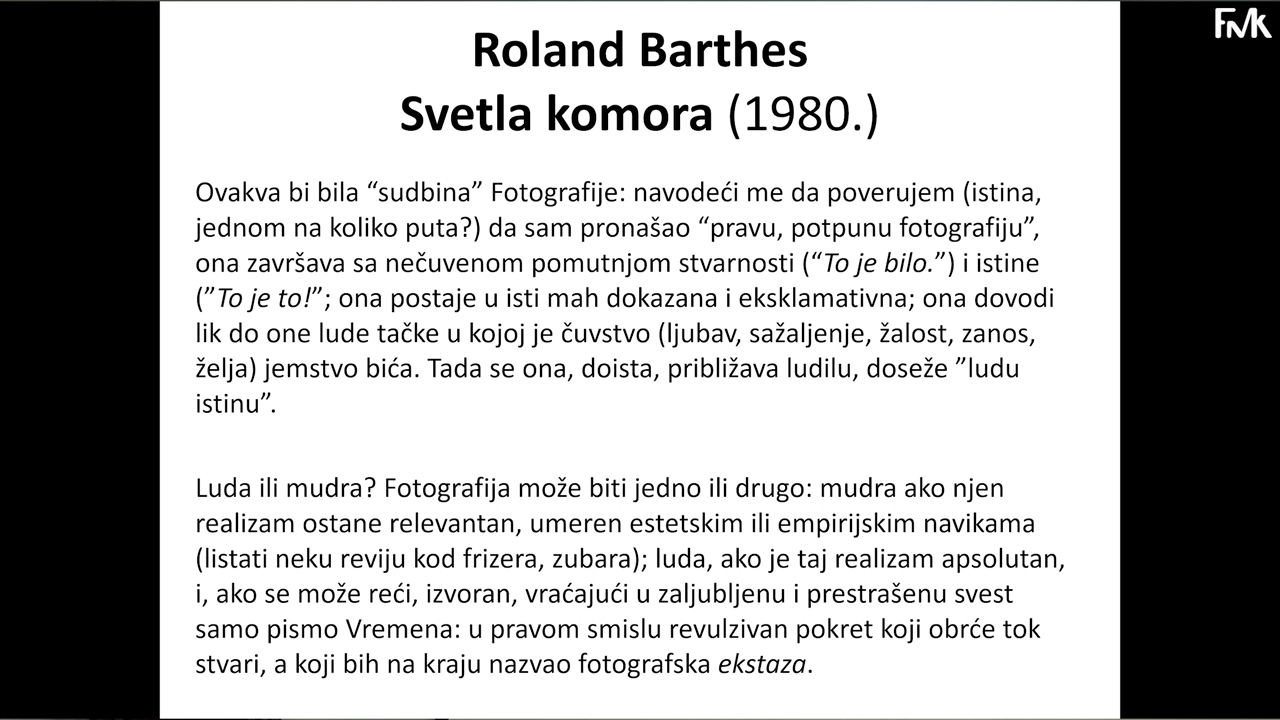 FMk
Roland Barthes
Svetla komora (1980.)
Ovakva bi bila “sudbina” Fotografije: navodeći me da poverujem (istina,
jednom na koliko puta?) da sam pronašao “pravu, potpunu fotografiju”,
ona završava sa nečuvenom pomutnjom stvarnosti (“To je bilo.”) i istine
(”To je to!”; ona postaje u isti mah dokazana i eksklamativna; ona dovodi
lik do one lude tačke u kojoj je čuvstvo (ljubav, sažaljenje, žalost, zanos,
želja) jemstvo bića. Tada se ona, doista, približava ludilu, doseže ”ludu
istinu”.
Luda ili mudra? Fotografija može biti jedno ili drugo: mudra ako njen
realizam ostane relevantan, umeren estetskim ili empirijskim navikama
(listati neku reviju kod frizera, zubara); luda, ako je taj realizam apsolutan,
i, ako se može reći, izvoran, vraćajući u zaljubljenu i prestrašenu svest
samo pismo Vremena: u pravom smislu revulzivan pokret koji obrće tok
stvari, a koji bih na kraju nazvao fotografska ekstaza.